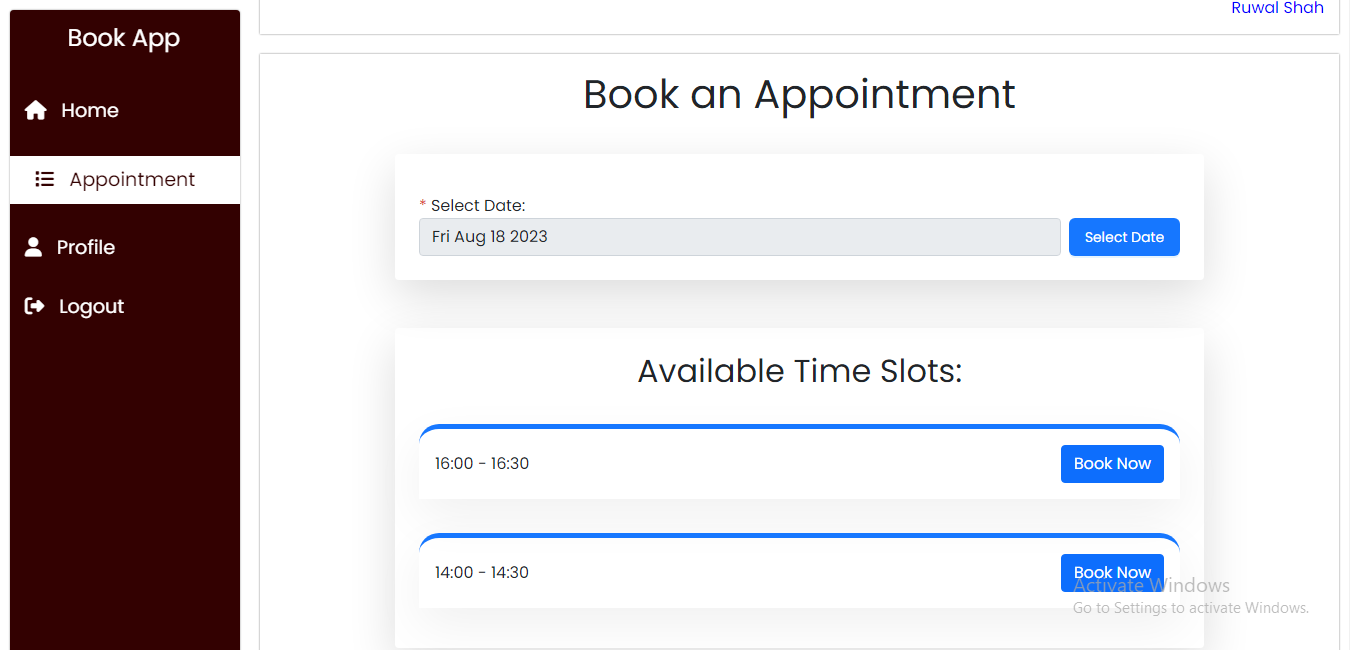 Book App
Home
Appointment
Profile
Logout
Ruwal Shah
Book an Appointment
* Select Date:
Fri Aug 18 2023
Select Date
Available Time Slots:
16:00 - 16:30
Book Now
14:00 - 14:30
Book Now
Activate Windows
Go to Settings to activate Windows.